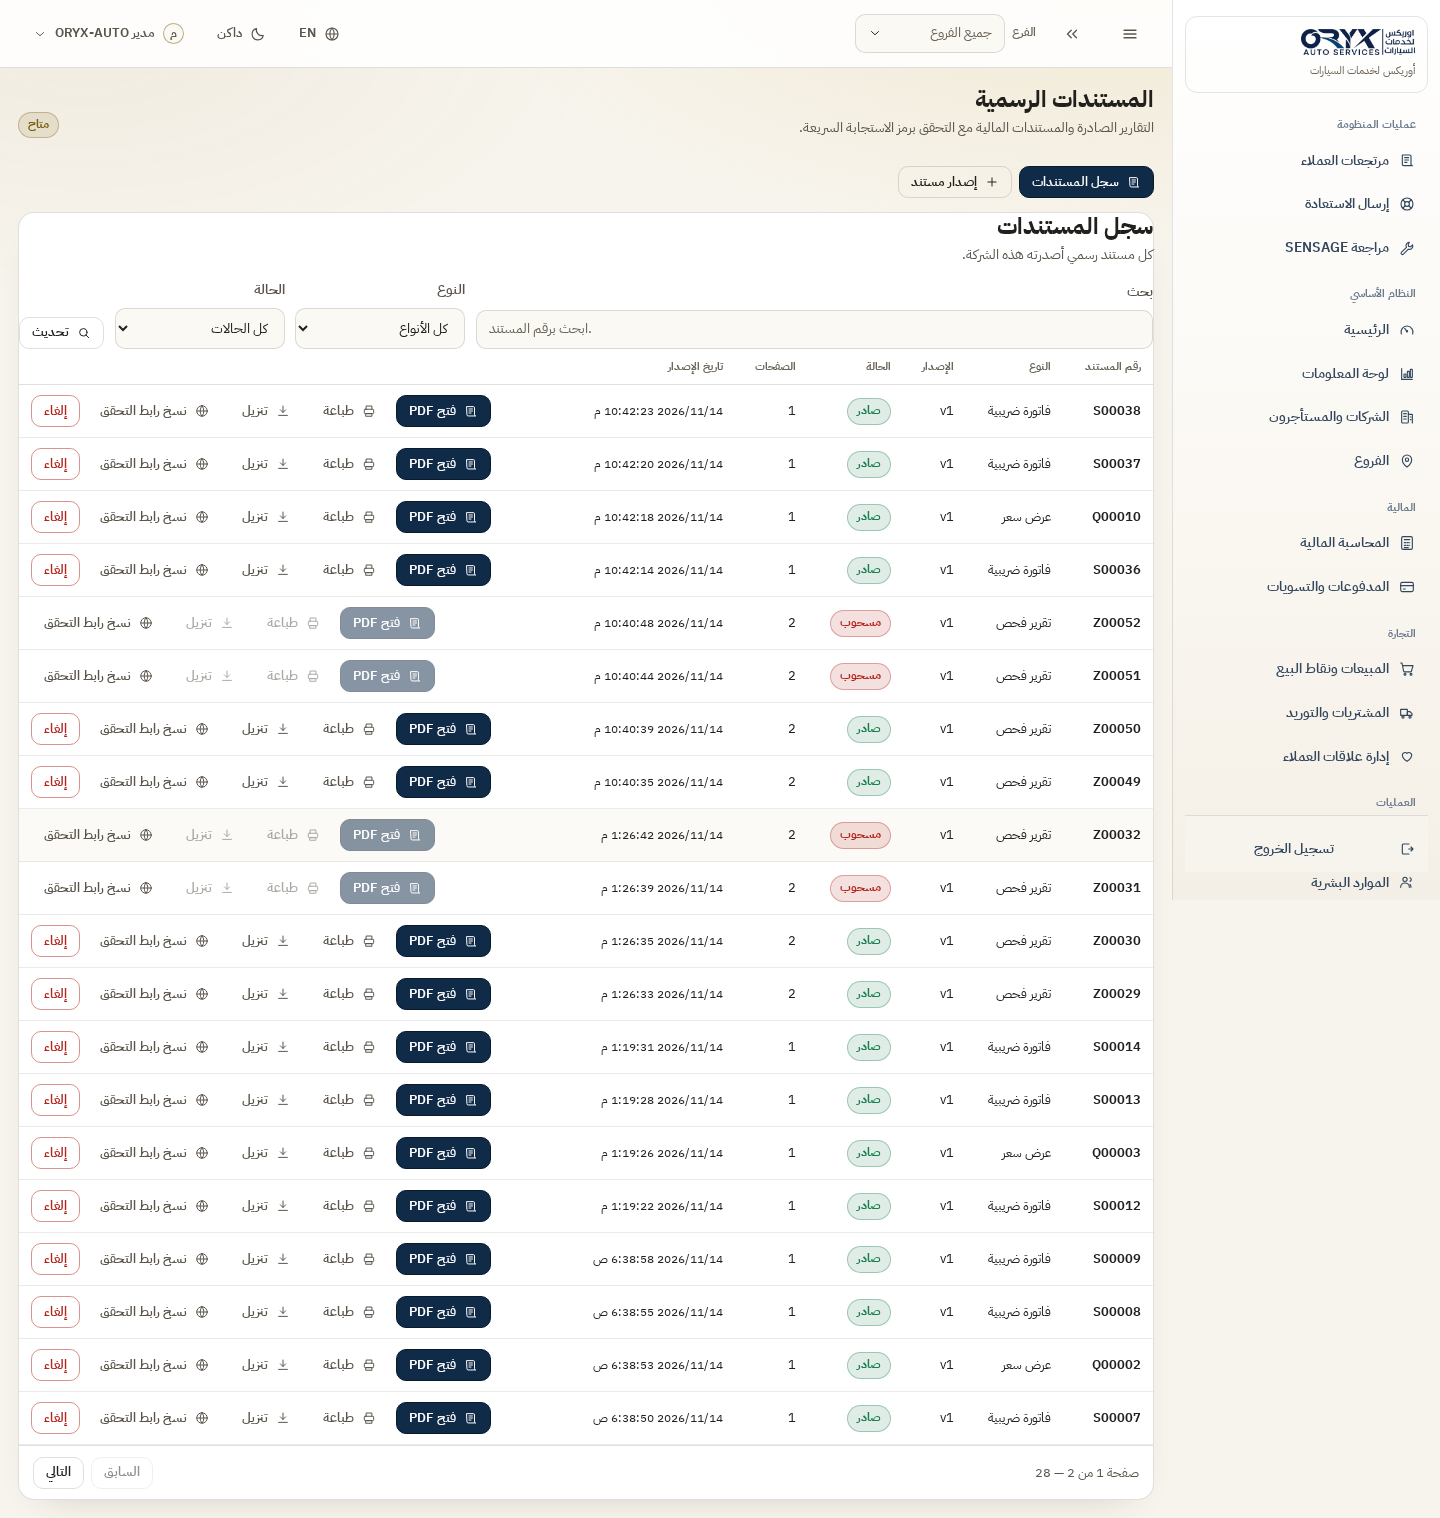 ORYX
AUTO SERVICES
اوريكس
لخدمات
السيارات
أوريكس لخدمات السيارات
عمليات المنظومة
مرتجعات العملاء
إرسال الاستعادة
مراجعة SENSAGE
النظام الأساسي
الرئيسية
لوحة المعلومات
الشركات والمستأجرون
الفروع
المالية
المحاسبة المالية
المدفوعات والتسويات
التجارة
المبيعات ونقاط البيع
المشتريات والتوريد
إدارة علاقات العملاء
العمليات
تسجيل الخروج
الموارد البشرية
الفرع جميع الفروع EN داكن م مدير ORYX-AUTO
المستندات الرسمية
التقارير الصادرة والمستندات المالية مع التحقق برمز الاستجابة السريعة.
متاح
سجل المستندات إصدار مستند
سجل المستندات
كل مستند رسمي أصدرته هذه الشركة.
بحث النوع الحالة
ابحث برقم المستند. كل الأنواع كل الحالات تحديث
رقم المستند النوع الإصدار الحالة الصفحات تاريخ الإصدار
S00038 فاتورة ضريبية v1 صادر 1 2026/11/14 10:42:23 م فتح PDF طباعة تنزيل نسخ رابط التحقق إلغاء
S00037 فاتورة ضريبية v1 صادر 1 2026/11/14 10:42:20 م فتح PDF طباعة تنزيل نسخ رابط التحقق إلغاء
Q00010 عرض سعر v1 صادر 1 2026/11/14 10:42:18 م فتح PDF طباعة تنزيل نسخ رابط التحقق إلغاء
S00036 فاتورة ضريبية v1 صادر 1 2026/11/14 10:42:14 م فتح PDF طباعة تنزيل نسخ رابط التحقق إلغاء
Z00052 تقرير فحص v1 مسحوب 2 2026/11/14 10:40:48 م فتح PDF طباعة تنزيل نسخ رابط التحقق
Z00051 تقرير فحص v1 مسحوب 2 2026/11/14 10:40:44 م فتح PDF طباعة تنزيل نسخ رابط التحقق
Z00050 تقرير فحص v1 صادر 2 2026/11/14 10:40:39 م فتح PDF طباعة تنزيل نسخ رابط التحقق إلغاء
Z00049 تقرير فحص v1 صادر 2 2026/11/14 10:40:35 م فتح PDF طباعة تنزيل نسخ رابط التحقق إلغاء
Z00032 تقرير فحص v1 مسحوب 2 2026/11/14 1:26:42 م فتح PDF طباعة تنزيل نسخ رابط التحقق
Z00031 تقرير فحص v1 مسحوب 2 2026/11/14 1:26:39 م فتح PDF طباعة تنزيل نسخ رابط التحقق
Z00030 تقرير فحص v1 صادر 2 2026/11/14 1:26:35 م فتح PDF طباعة تنزيل نسخ رابط التحقق إلغاء
Z00029 تقرير فحص v1 صادر 2 2026/11/14 1:26:33 م فتح PDF طباعة تنزيل نسخ رابط التحقق إلغاء
S00014 فاتورة ضريبية v1 صادر 1 2026/11/14 1:19:31 م فتح PDF طباعة تنزيل نسخ رابط التحقق إلغاء
S00013 فاتورة ضريبية v1 صادر 1 2026/11/14 1:19:28 م فتح PDF طباعة تنزيل نسخ رابط التحقق إلغاء
Q00003 عرض سعر v1 صادر 1 2026/11/14 1:19:26 م فتح PDF طباعة تنزيل نسخ رابط التحقق إلغاء
S00012 فاتورة ضريبية v1 صادر 1 2026/11/14 1:19:22 م فتح PDF طباعة تنزيل نسخ رابط التحقق إلغاء
S00009 فاتورة ضريبية v1 صادر 1 2026/11/14 6:38:58 ص فتح PDF طباعة تنزيل نسخ رابط التحقق إلغاء
S00008 فاتورة ضريبية v1 صادر 1 2026/11/14 6:38:55 ص فتح PDF طباعة تنزيل نسخ رابط التحقق إلغاء
Q00002 عرض سعر v1 صادر 1 2026/11/14 6:38:53 ص فتح PDF طباعة تنزيل نسخ رابط التحقق إلغاء
S00007 فاتورة ضريبية v1 صادر 1 2026/11/14 6:38:50 ص فتح PDF طباعة تنزيل نسخ رابط التحقق إلغاء
صفحة 1 من 2 — 28 السابق التالي